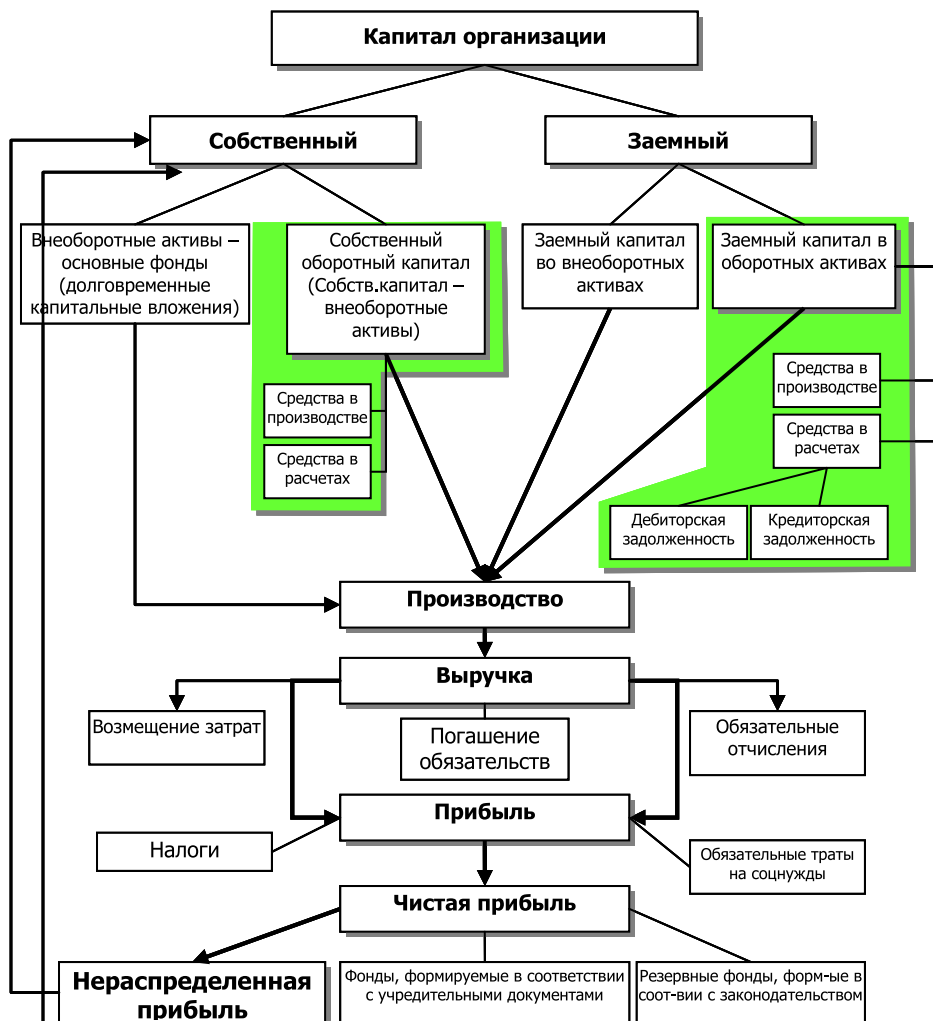 Капитал организации
Собственный
Заемный
Внеоборотные активы –
основные фонды
(долговременные
капитальные вложения)
Собственный
оборотный капитал
(Собств.капитал –
внеоборотные
активы)
Заемный капитал
во внеоборотных
активах
Заемный капитал в
оборотных активах
Средства в
производстве
Средства в
расчетах
Средства в
производстве
Средства в
расчетах
Дебиторская
задолженность
Кредиторская
задолженность
Производство
Выручка
Возмещение затрат
Погашение
обязательств
Обязательные
отчисления
Прибыль
Налоги
Обязательные траты
на соцнужды
Чистая прибыль
Нераспределенная
прибыль
Фонды, формируемые в соответствии
с учредительными документами
Резервные фонды, форм-ые в
соот-вии с законодательством